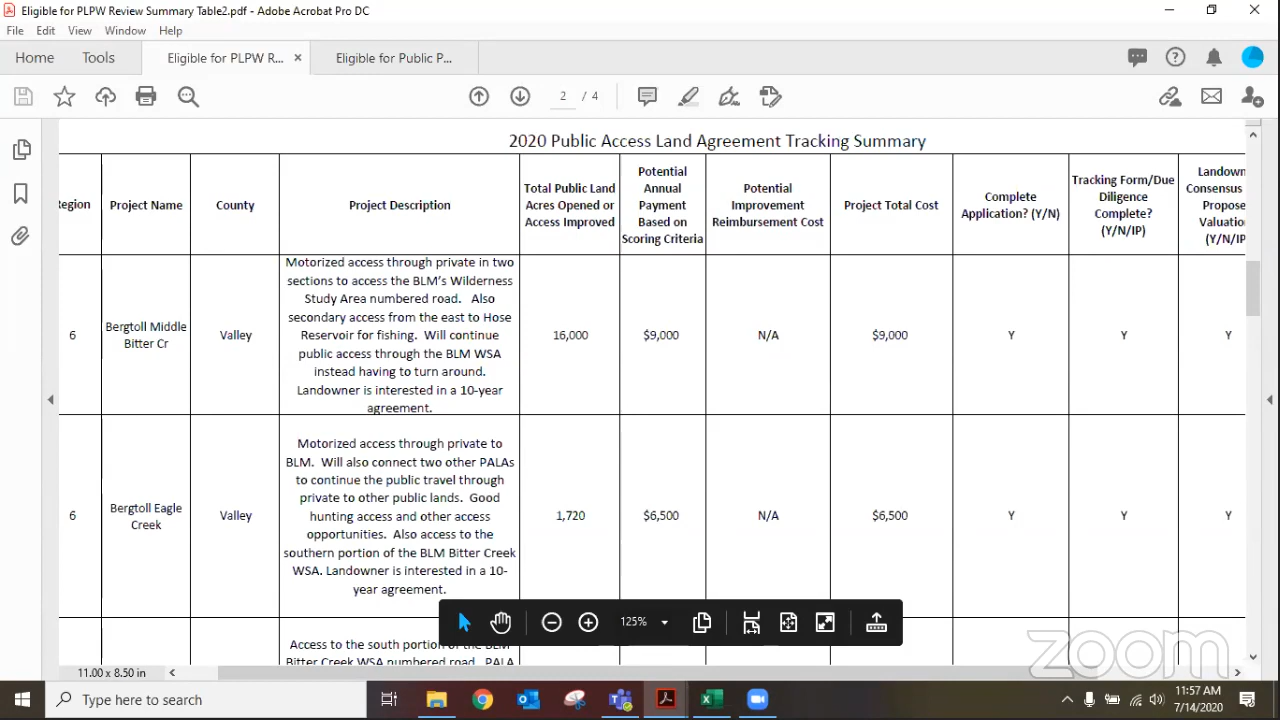 Eligible for PLPW Review Summary Table2.pdf - Adobe Acrobat Pro DC
File Edit View Window Help
Home Tools Eligible for PLPW R... × Eligible for Public P...
2 / 4
2020 Public Access Land Agreement Tracking Summary
Region
Project Name
County
Project Description
Total Public Land
Acres Opened or
Access Improved
Potential
Annual
Payment
Based on
Scoring Criteria
Potential
Improvement
Reimbursement Cost
Project Total Cost
Complete
Application? (Y/N)
Tracking Form/Due
Diligence
Complete?
(Y/N/IP)
Landown
Consensus
Propose
Valuation
(Y/N/IP
6
Bergtoll Middle
Bitter Cr
Valley
Motorized access through private in two
sections to access the BLM's Wilderness
Study Area numbered road. Also
secondary access from the east to Hose
Reservoir for fishing. Will continue
public access through the BLM WSA
instead having to turn around.
Landowner is interested in a 10-year
agreement.
16,000
$9,000
N/A
$9,000
Y
Y
Y
6
Bergtoll Eagle
Creek
Valley
Motorized access through private to
BLM. Will also connect two other PALAs
to continue the public travel through
private to other public lands. Good
hunting access and other access
opportunities. Also access to the
southern portion of the BLM Bitter Creek
WSA. Landowner is interested in a 10-
year agreement.
1,720
$6,500
N/A
$6,500
Y
Y
Y
Access to the south portion of the BLM
Bitter Creek WSA numbered road. PALA
125%
zoom
11.00 x 8.50 in
Type here to search
11:57 AM
7/14/2020